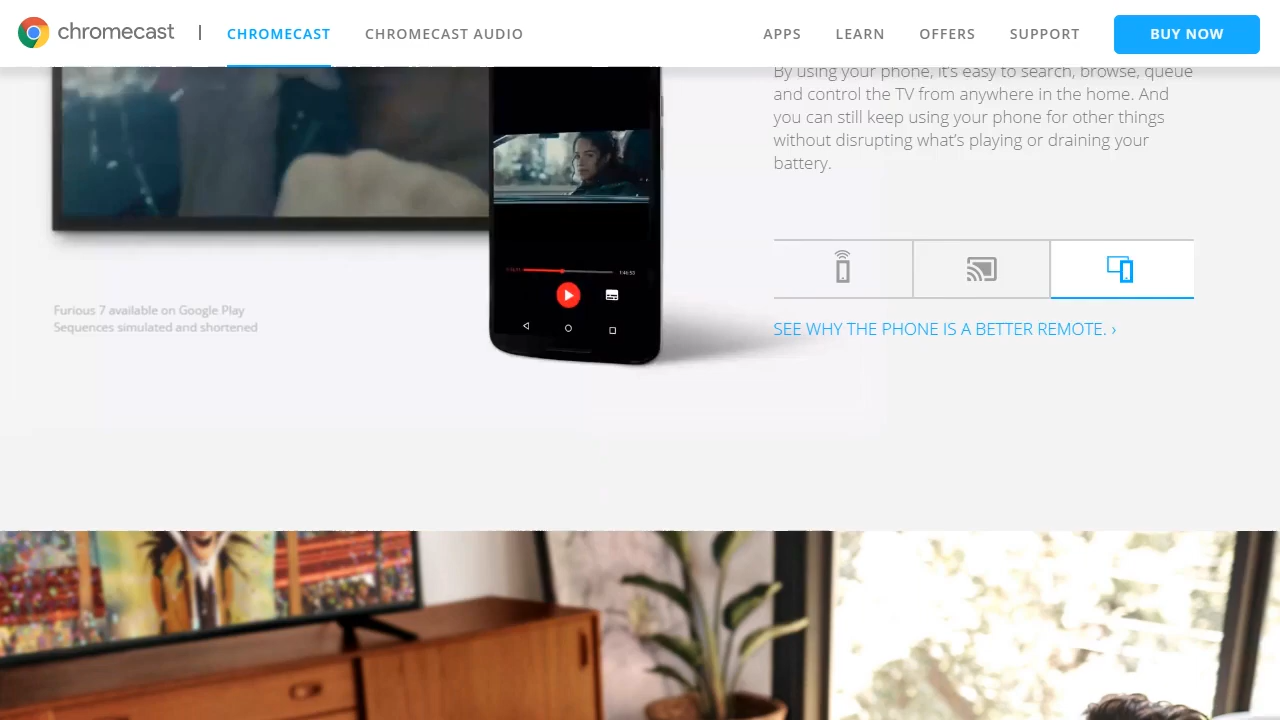 chromecast | CHROMECAST CHROMECAST AUDIO APPS LEARN OFFERS SUPPORT BUY NOW
By using your phone, it's easy to search, browse, queue
and control the TV from anywhere in the home. And
you can still keep using your phone for other things
without disrupting what's playing or draining your
battery.
1:46:53
Furious 7 available on Google Play
Sequences simulated and shortened
SEE WHY THE PHONE IS A BETTER REMOTE. ›